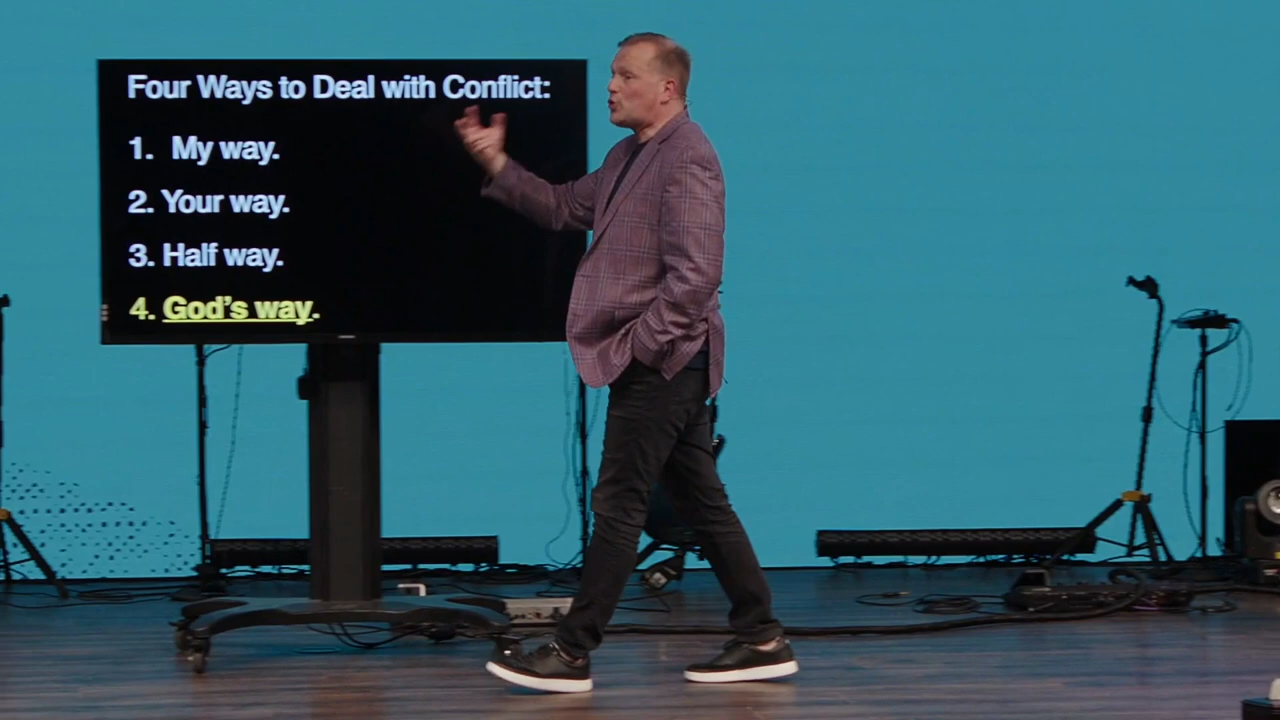 Four Ways to Deal with Conflict:
1. My way.
2. Your way.
3. Half way.
4. God's way.